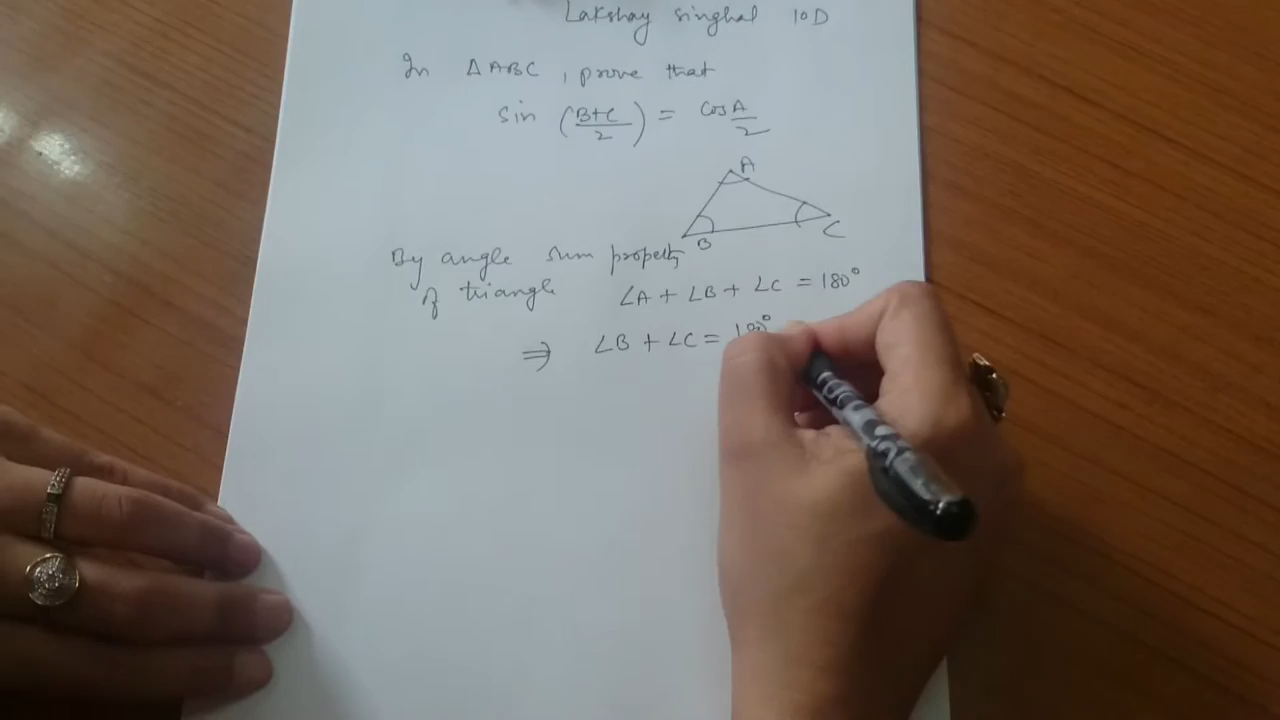 Lakshay Singhal 10D
In ΔABC, prove that
sin (B+C/2) = cos A/2
A
B
C
By angle sum property
of triangle ∠A + ∠B + ∠C = 180°
⇒ ∠B + ∠C = 180°